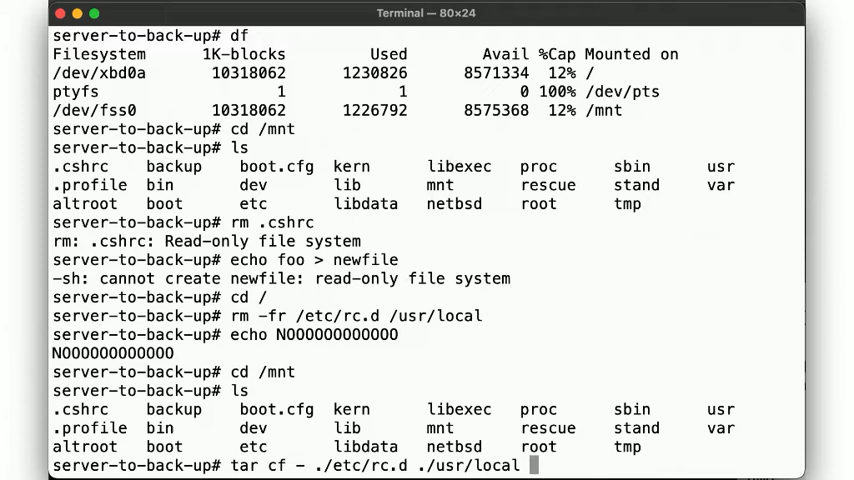 Terminal — 80×24
server-to-back-up# df
Filesystem     1K-blocks         Used        Avail %Cap Mounted on
/dev/xbd0a      10318062      1230826      8571334  12% /
ptyfs                  1            1            0 100% /dev/pts
/dev/fss0       10318062      1226792      8575368  12% /mnt
server-to-back-up# cd /mnt
server-to-back-up# ls
.cshrc    backup    boot.cfg  kern      libexec   proc      sbin      usr
.profile  bin       dev       lib       mnt       rescue    stand     var
altroot   boot      etc       libdata   netbsd    root      tmp
server-to-back-up# rm .cshrc
rm: .cshrc: Read-only file system
server-to-back-up# echo foo > newfile
-sh: cannot create newfile: read-only file system
server-to-back-up# cd /
server-to-back-up# rm -fr /etc/rc.d /usr/local
server-to-back-up# echo NOOOOOOOOOOOO
NOOOOOOOOOOOO
server-to-back-up# cd /mnt
server-to-back-up# ls
.cshrc    backup    boot.cfg  kern      libexec   proc      sbin      usr
.profile  bin       dev       lib       mnt       rescue    stand     var
altroot   boot      etc       libdata   netbsd    root      tmp
server-to-back-up# tar cf - ./etc/rc.d ./usr/local